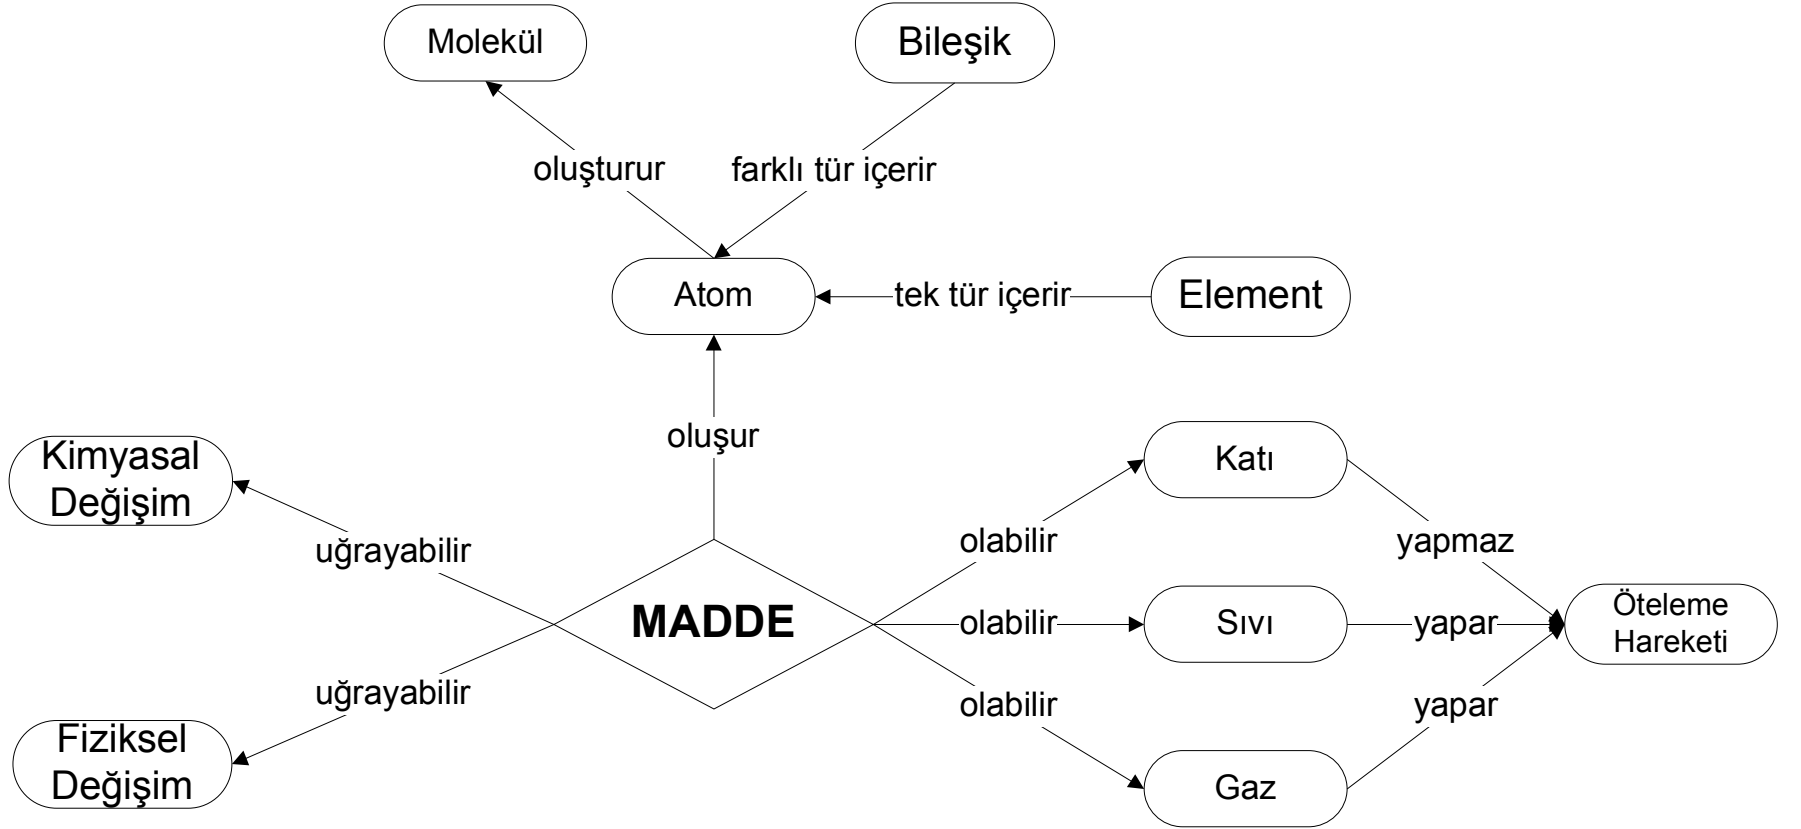 Molekül
Bileşik
oluşturur
farklı tür içerir
Atom
tek tür içerir
Element
oluşur
Kimyasal
Değişim
Katı
uğrayabilir
olabilir
yapmaz
MADDE
olabilir
Sıvı
yapar
Öteleme
Hareketi
uğrayabilir
olabilir
yapar
Fiziksel
Değişim
Gaz